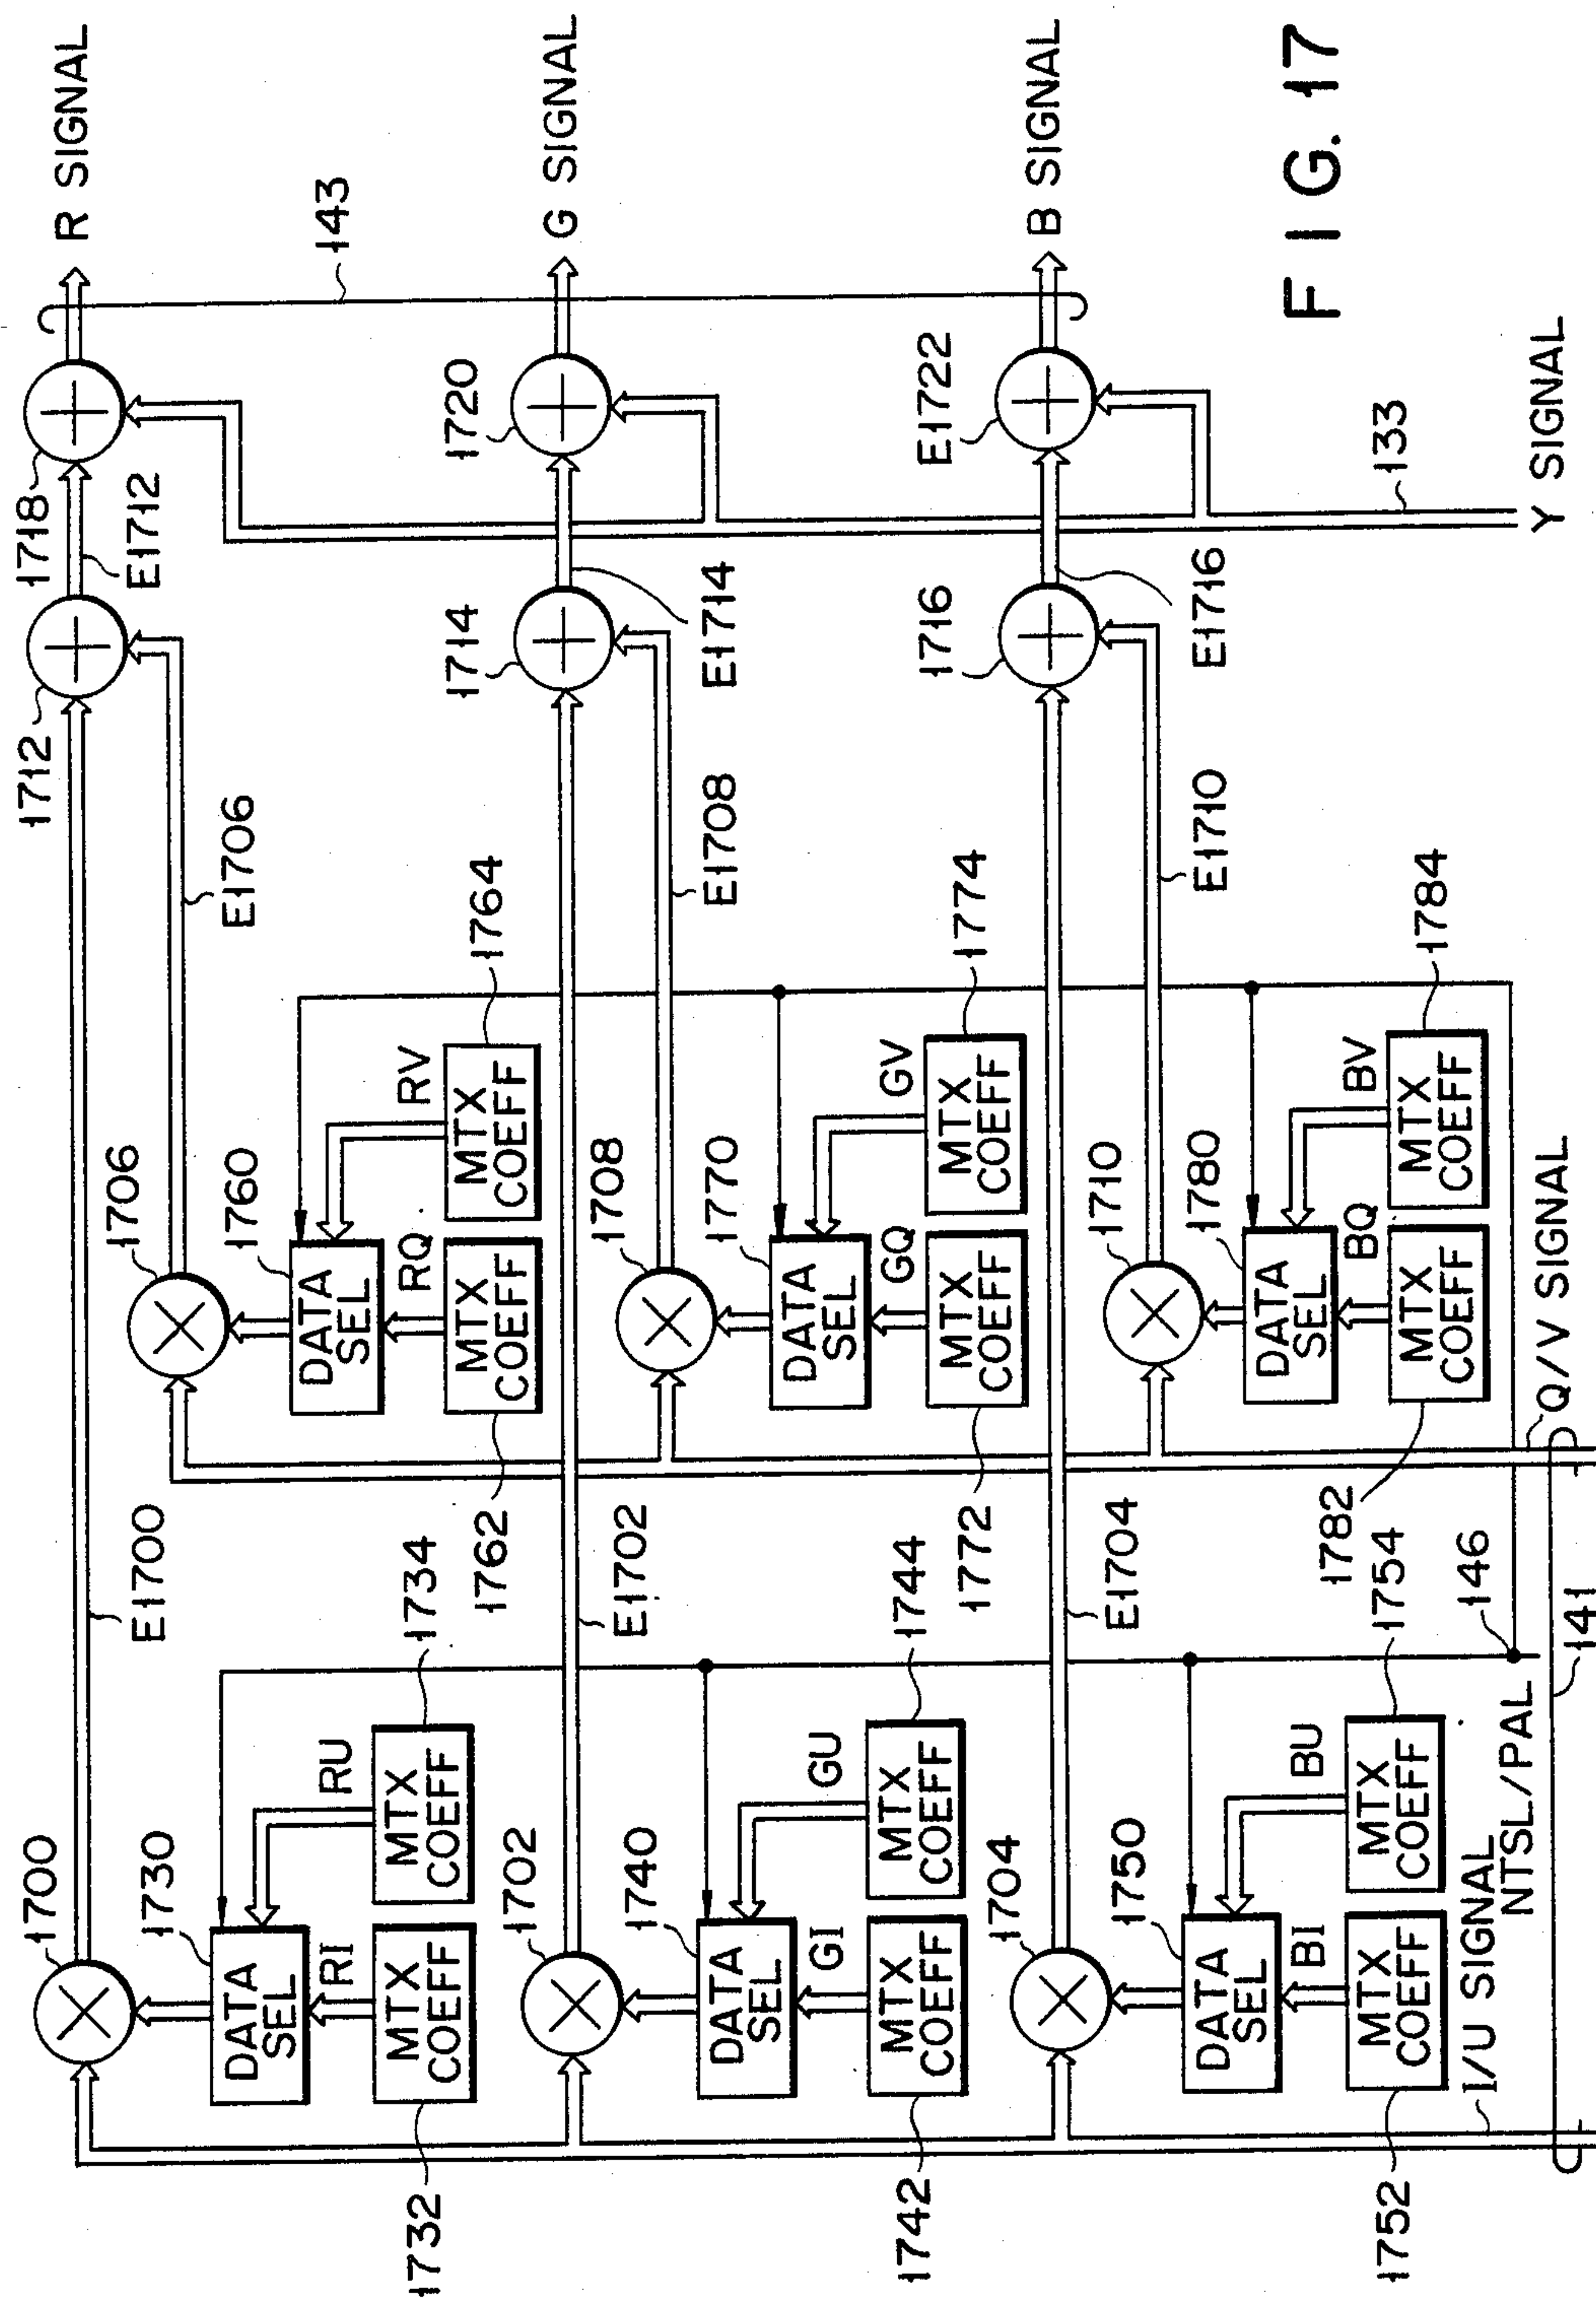 1700
1730
DATA
SEL
RI
RU
MTX
COEFF
MTX
COEFF
1732
1734
E1700
1706
1760
DATA
SEL
RQ
RV
MTX
COEFF
MTX
COEFF
1762
1764
E1706
1712
E1712
1718
R SIGNAL
143
1702
1740
DATA
SEL
GI
GU
MTX
COEFF
MTX
COEFF
1742
1744
E1702
1708
1770
DATA
SEL
GQ
GV
MTX
COEFF
MTX
COEFF
1772
1774
E1708
1714
E1714
1720
G SIGNAL
1704
1750
DATA
SEL
BI
BU
MTX
COEFF
MTX
COEFF
1752
1754
E1704
1710
1780
DATA
SEL
BQ
BV
MTX
COEFF
MTX
COEFF
1782
1784
E1710
1716
E1716
E1722
B SIGNAL
I/U SIGNAL
NTSL/PAL
146
141
Q/V SIGNAL
133
Y SIGNAL
FIG. 17